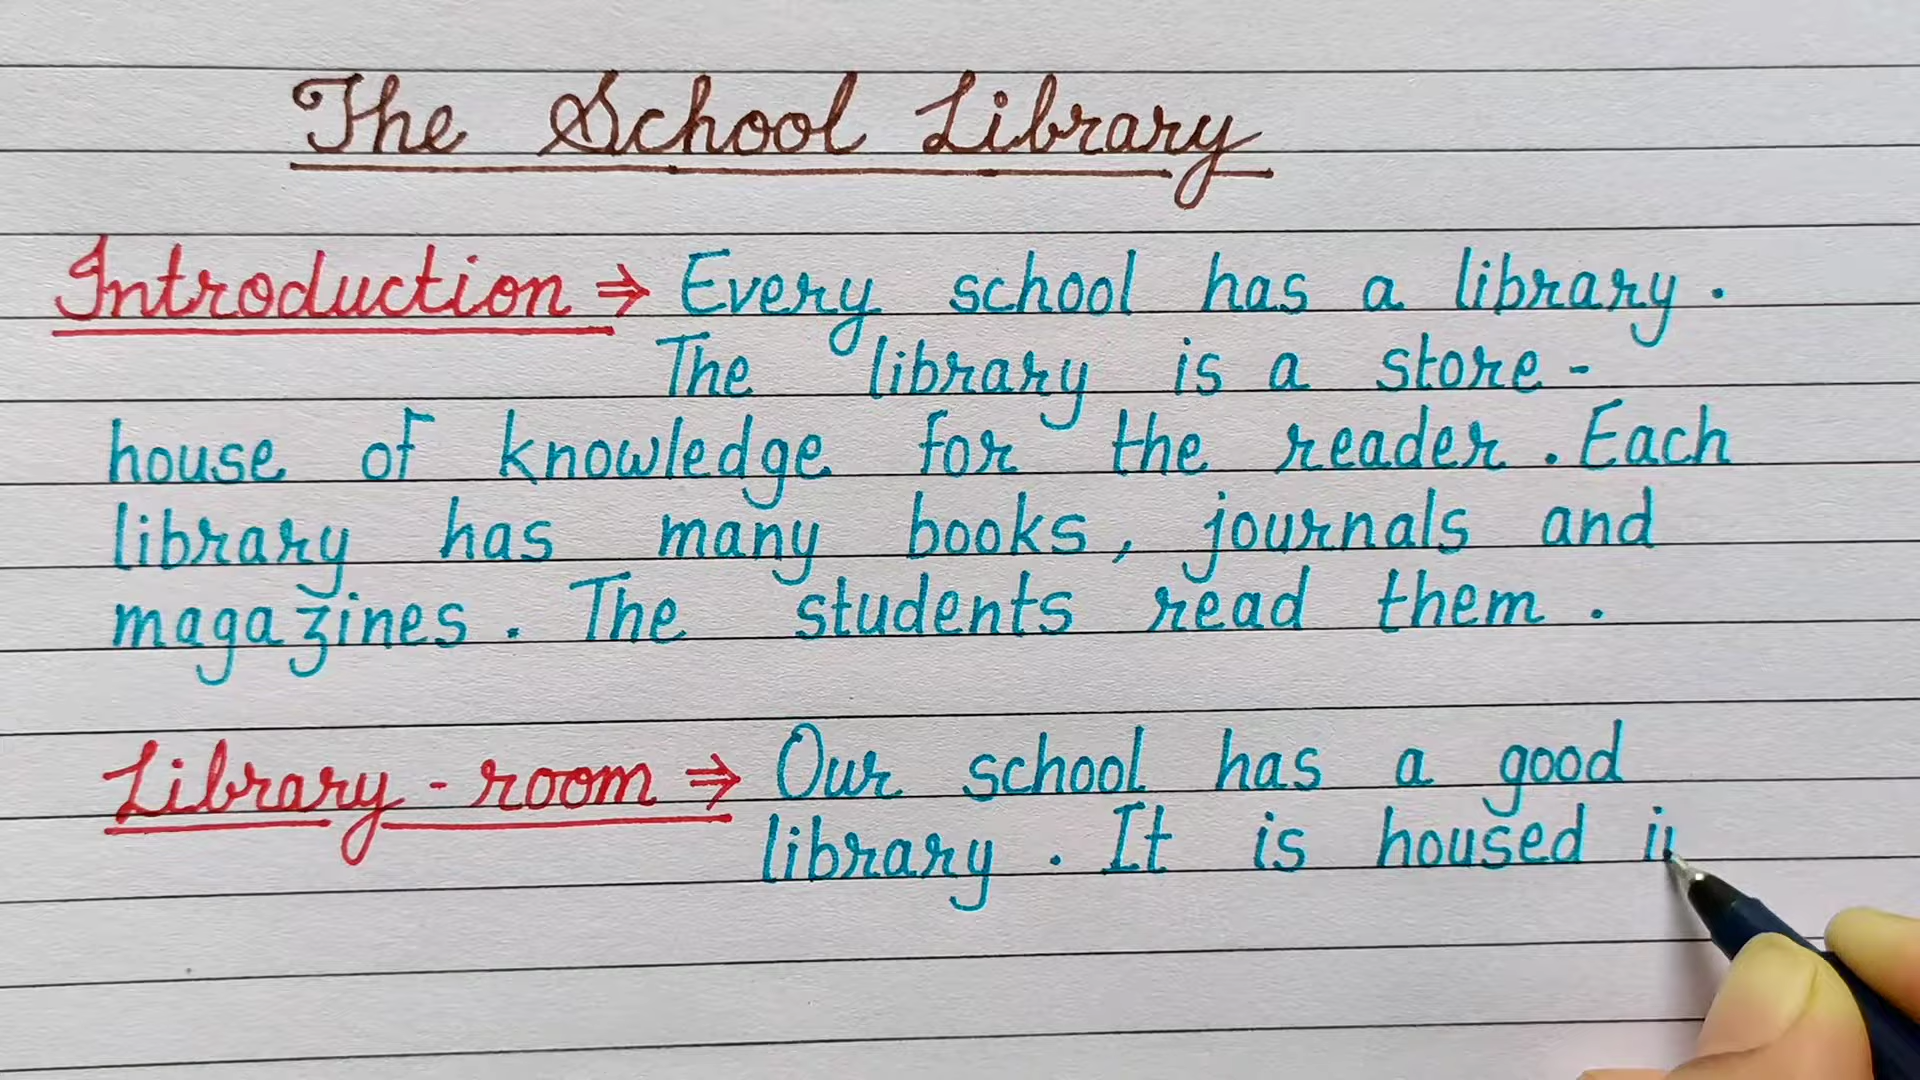 The School Library
Introduction ⇒ Every school has a library.
The library is a store-
house of knowledge for the reader. Each
library has many books, journals and
magazines. The students read them.
Library-room ⇒ Our school has a good
library. It is housed